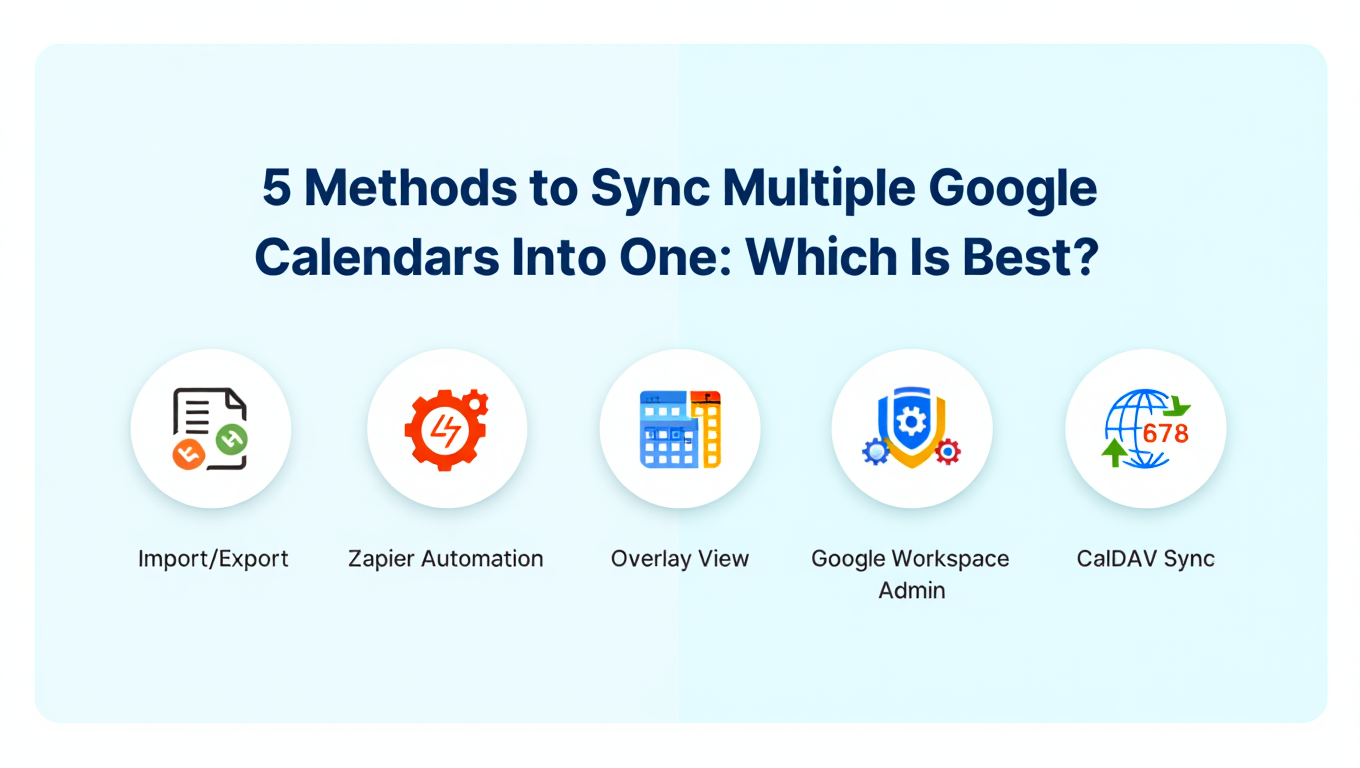 5 Methods to Sync Multiple Google
Calendars Into One: Which Is Best?
678
Import/Export
Zapier Automation
Overlay View
Google Workspace
Admin
CalDAV Sync